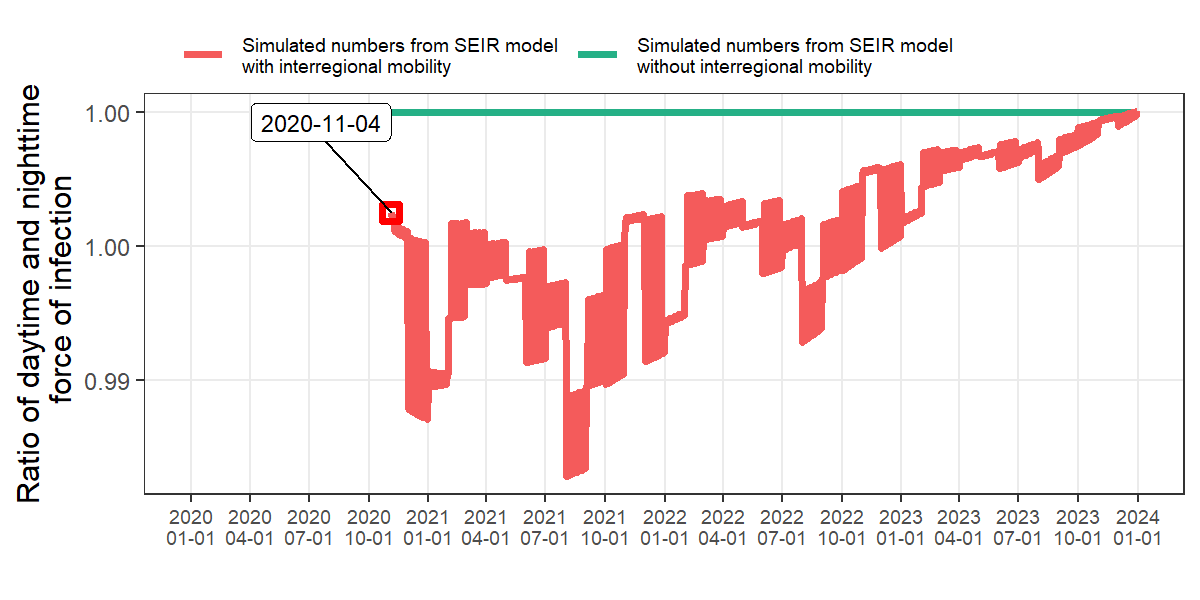 Simulated numbers from SEIR model
with interregional mobility
Simulated numbers from SEIR model
without interregional mobility
Ratio of daytime and nighttime
force of infection
1.00
1.00
0.99
2020-11-04
2020 2020 2020 2020 2021 2021 2021 2021 2022 2022 2022 2022 2023 2023 2023 2023 2024
01-01 04-01 07-01 10-01 01-01 04-01 07-01 10-01 01-01 04-01 07-01 10-01 01-01 04-01 07-01 10-01 01-01